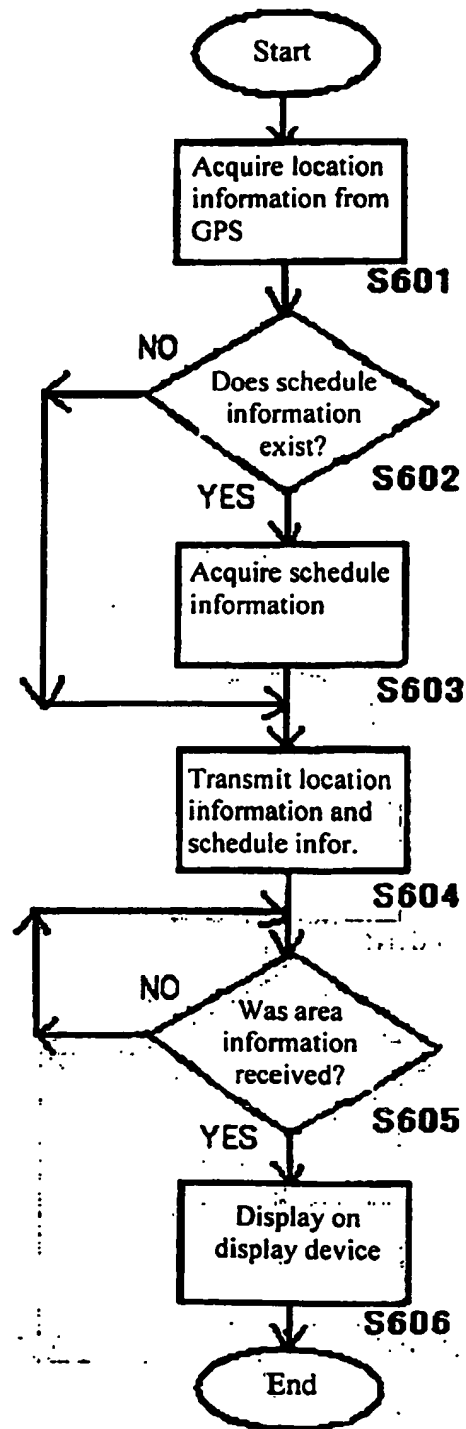 Start
Acquire location
information from
GPS
S601
NO
Does schedule
information
exist?
S602
YES
Acquire schedule
information
S603
Transmit location
information and
schedule infor.
S604
NO
Was area
information
received?
S605
YES
Display on
display device
S606
End